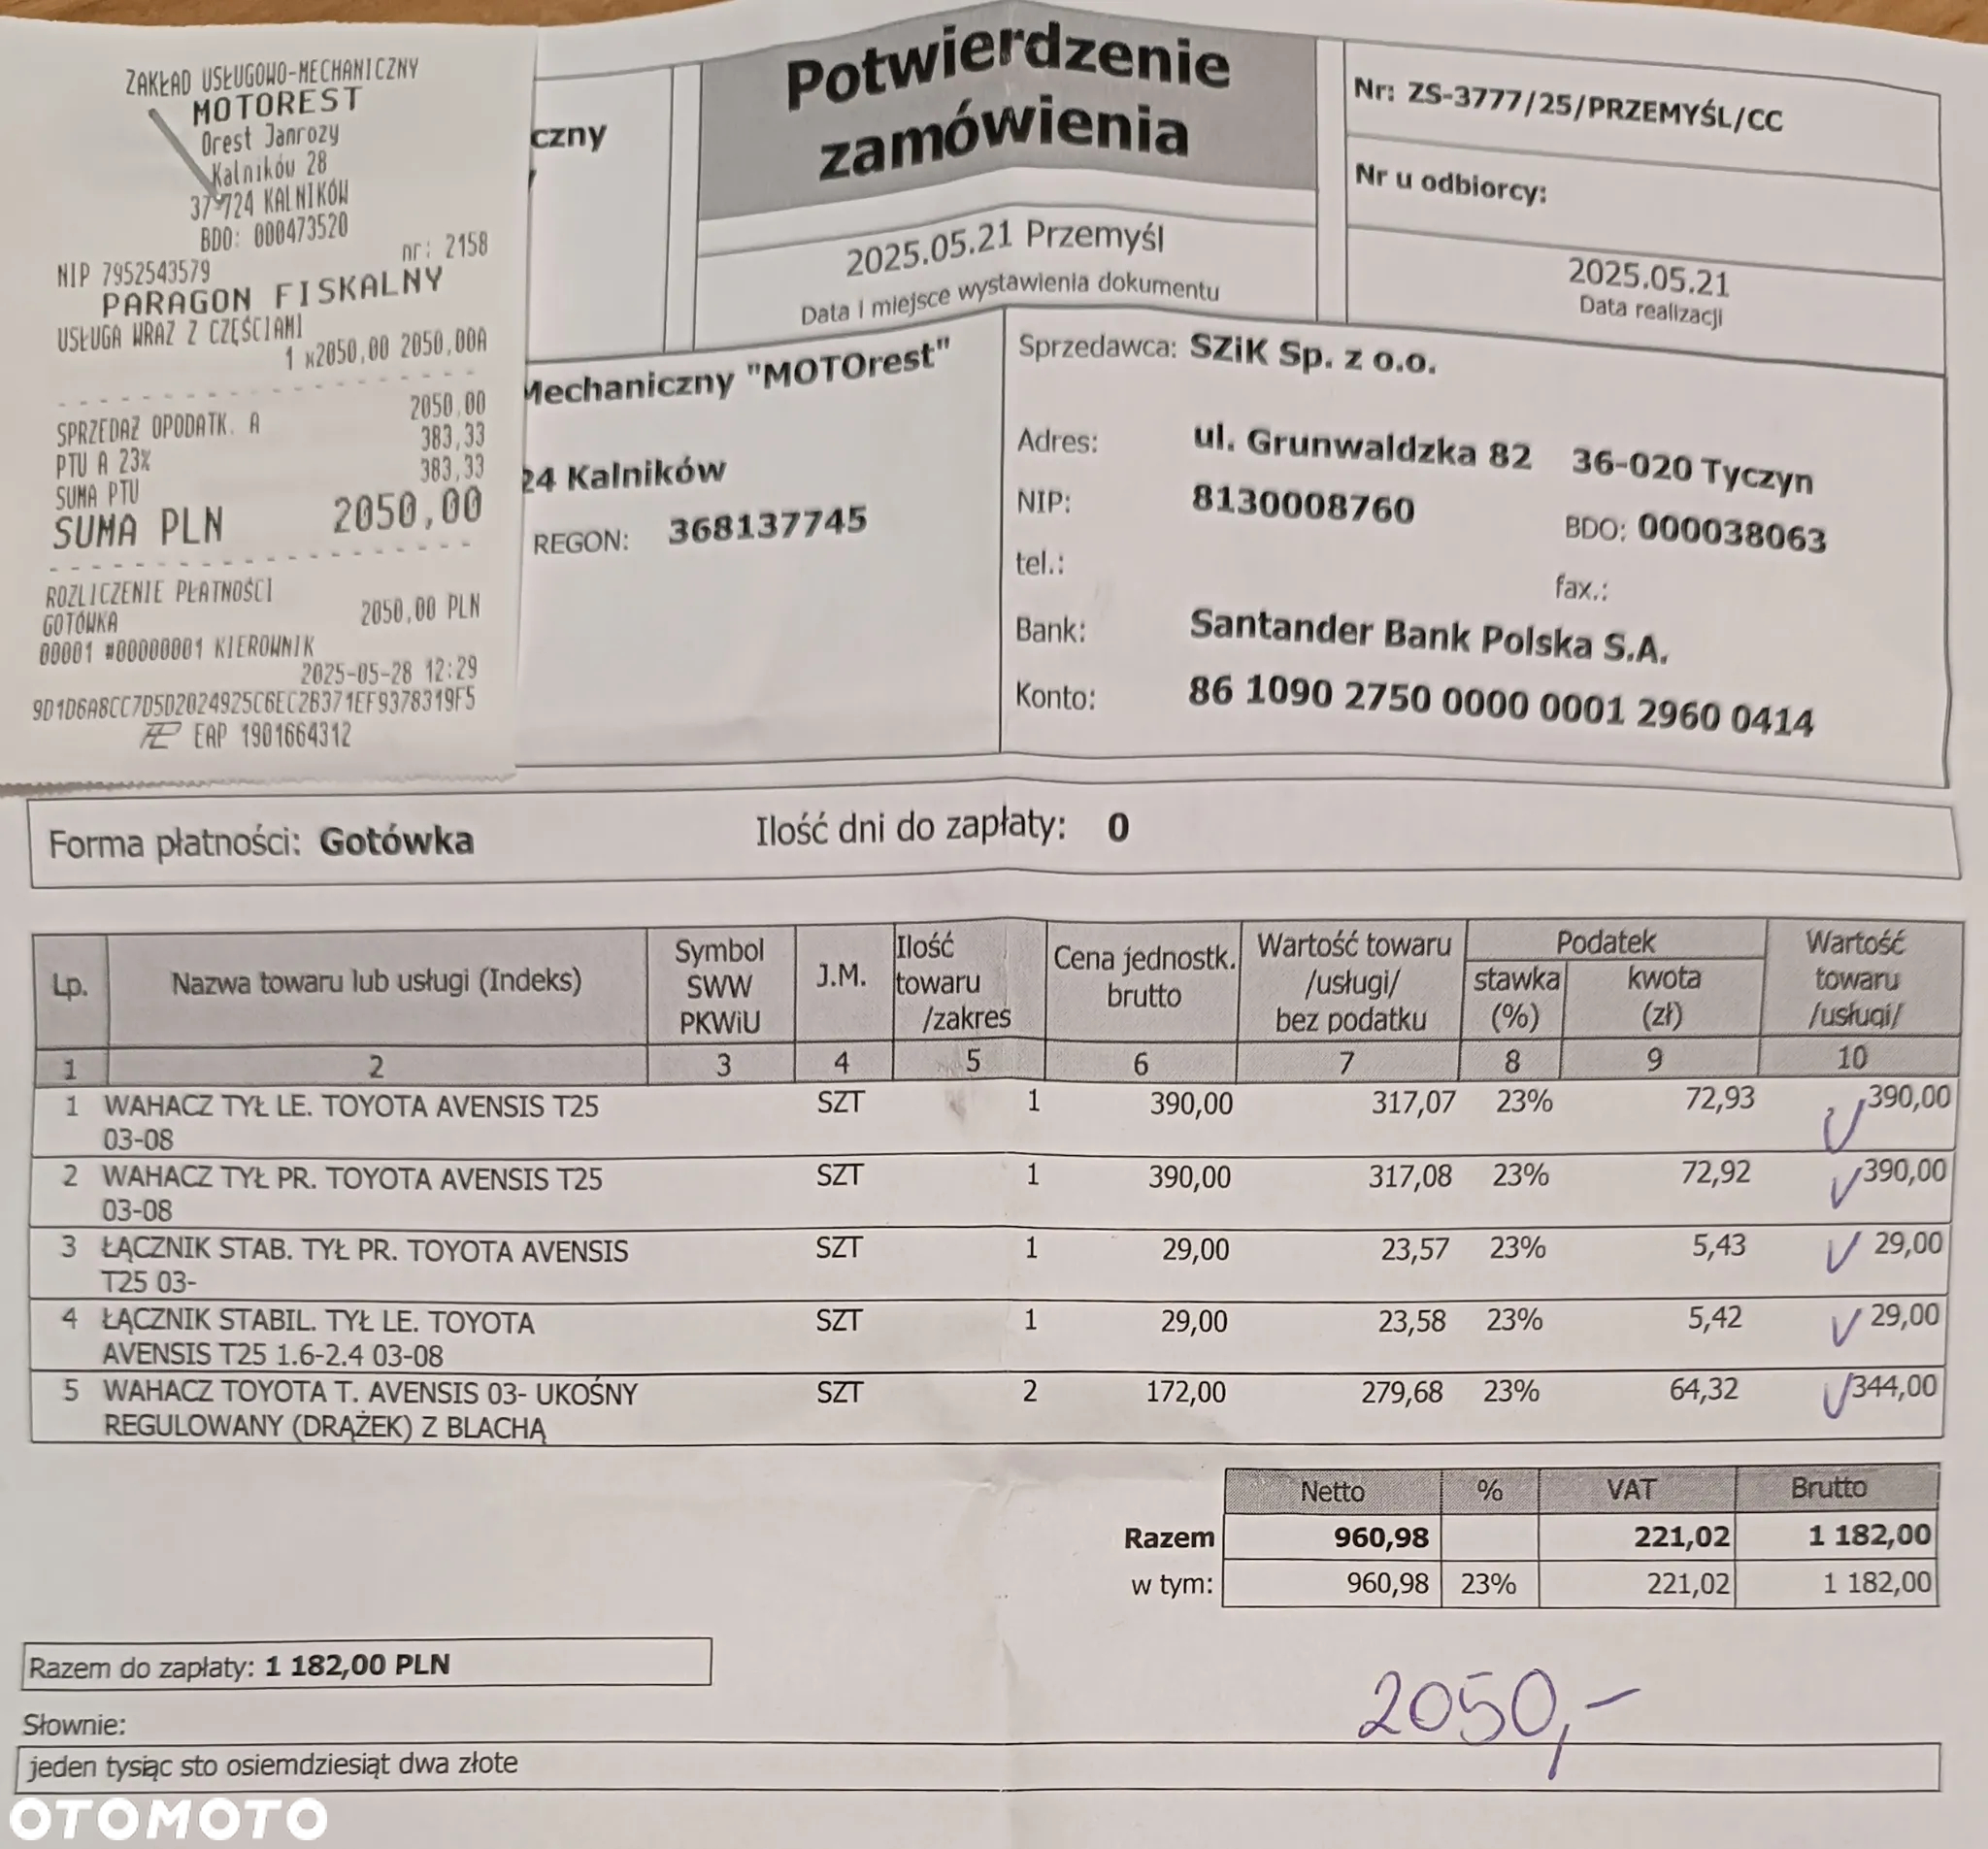 ZAKŁAD USŁUGOWO-MECHANICZNY
MOTOREST
Orest Jamrozy
Kalników 28
37-724 KALNIKÓW
BDO: 000473520
NIP 7952543579 nr: 2158
PARAGON FISKALNY
USŁUGA WRAZ Z CZĘŚCIAMI
1 x2050,00 2050,00A
SPRZEDAŻ OPODATK. A 2050,00
PTU A 23% 383,33
SUMA PTU 383,33
SUMA PLN 2050,00
ROZLICZENIE PŁATNOŚCI
GOTÓWKA 2050,00 PLN
00001 #00000001 KIEROWNIK
2025-05-28 12:29
9D1D6A8CC7D5D2024925C6EC2B371EF9378319F5
EAP 1901664312
czny
Potwierdzenie
zamówienia
2025.05.21 Przemyśl
Data i miejsce wystawienia dokumentu
Nr: ZS-3777/25/PRZEMYŚL/CC
Nr u odbiorcy:
2025.05.21
Data realizacji
Mechaniczny "MOTOrest"
24 Kalników
REGON: 368137745
Sprzedawca: SZiK Sp. z o.o.
Adres: ul. Grunwaldzka 82 36-020 Tyczyn
NIP: 8130008760 BDO: 000038063
tel.: fax.:
Bank: Santander Bank Polska S.A.
Konto: 86 1090 2750 0000 0001 2960 0414
Forma płatności: Gotówka Ilość dni do zapłaty: 0
Lp. Nazwa towaru lub usługi (Indeks) Symbol SWW PKWiU J.M. Ilość towaru /zakres Cena jednostk. brutto Wartość towaru /usługi/ bez podatku Podatek stawka (%) kwota (zł) Wartość towaru /usługi/
1 2 3 4 5 6 7 8 9 10
1 WAHACZ TYŁ LE. TOYOTA AVENSIS T25 SZT 1 390,00 317,07 23% 72,93 390,00
03-08
2 WAHACZ TYŁ PR. TOYOTA AVENSIS T25 SZT 1 390,00 317,08 23% 72,92 390,00
03-08
3 ŁĄCZNIK STAB. TYŁ PR. TOYOTA AVENSIS SZT 1 29,00 23,57 23% 5,43 29,00
T25 03-
4 ŁĄCZNIK STABIL. TYŁ LE. TOYOTA SZT 1 29,00 23,58 23% 5,42 29,00
AVENSIS T25 1.6-2.4 03-08
5 WAHACZ TOYOTA T. AVENSIS 03- UKOŚNY SZT 2 172,00 279,68 23% 64,32 344,00
REGULOWANY (DRĄŻEK) Z BLACHĄ
Netto % VAT Brutto
Razem 960,98 221,02 1 182,00
w tym: 960,98 23% 221,02 1 182,00
Razem do zapłaty: 1 182,00 PLN
2050,-
Słownie:
jeden tysiąc sto osiemdziesiąt dwa złote
OTOMOTO